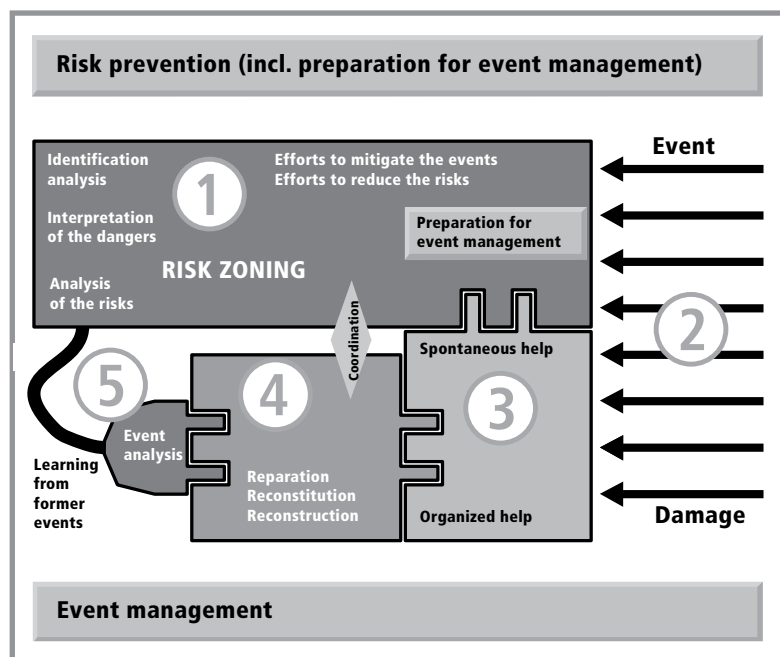 Risk prevention (incl. preparation for event management)
Identification
analysis
1
Efforts to mitigate the events
Efforts to reduce the risks
Event
Interpretation
of the dangers
Preparation for
event management
RISK ZONING
Analysis
of the risks
Coordination
2
Spontaneous help
5
4
3
Event
analysis
Learning
from
former
events
Reparation
Reconstitution
Reconstruction
Organized help
Damage
Event management